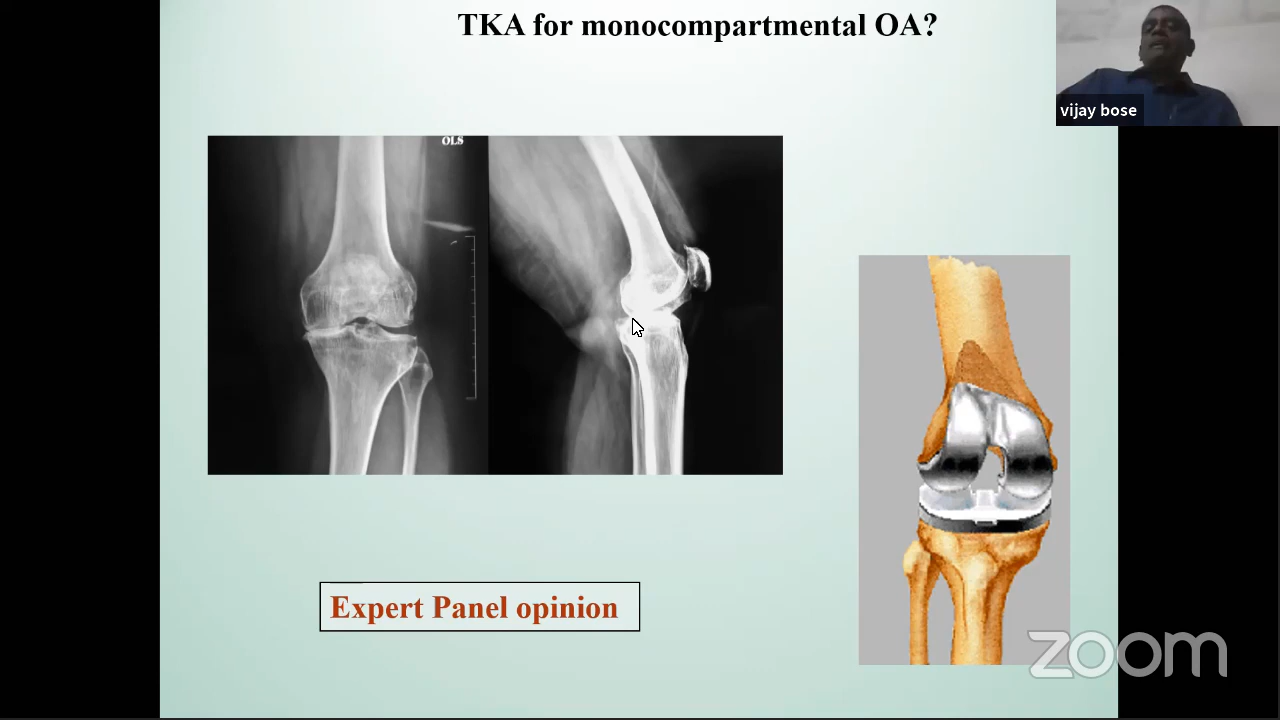 TKA for monocompartmental OA?
vijay bose
OLS
Expert Panel opinion
zoom